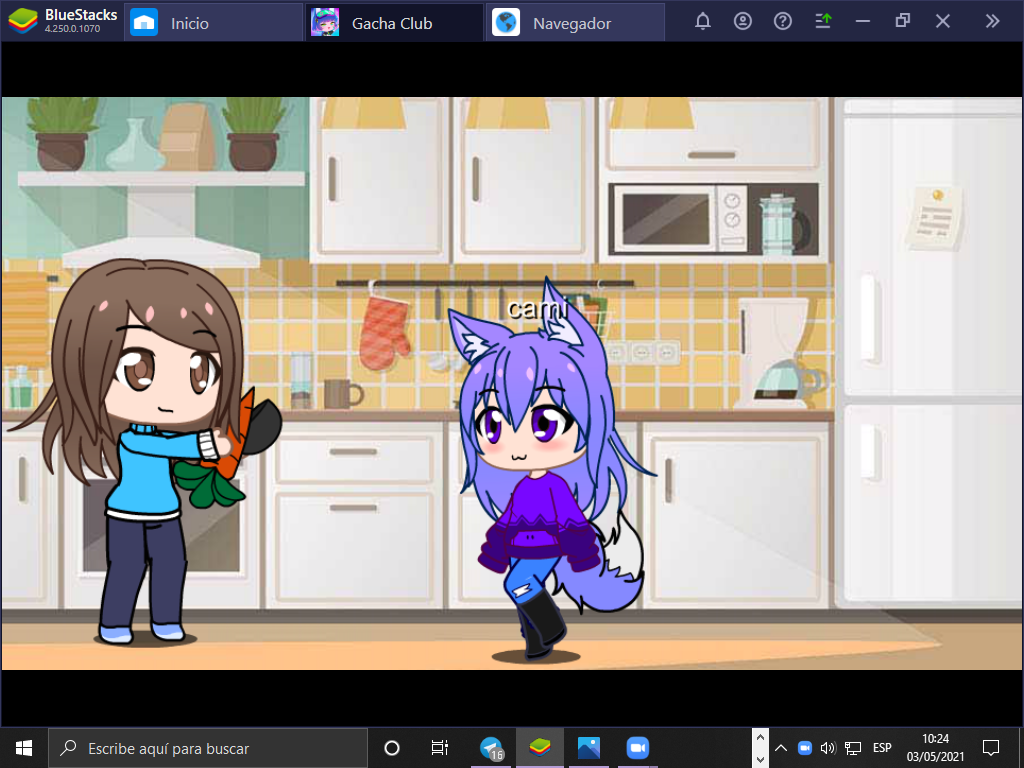 BlueStacks
4.250.0.1070
Inicio
Gacha Club
Navegador
cami
Escribe aquí para buscar
16
ESP
10:24
03/05/2021